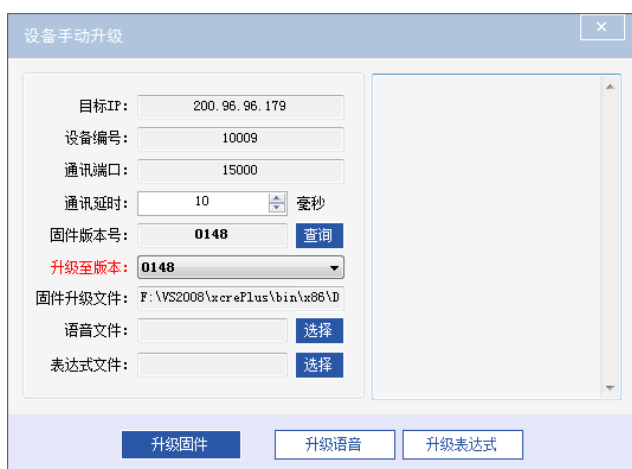 设备手动升级
目标IP: 200.96.96.179
设备编号: 10009
通讯端口: 15000
通讯延时: 10 毫秒
固件版本号: 0148 查询
升级至版本: 0148
固件升级文件: F:\VS2008\xcrePlus\bin\x86\D
语音文件: 选择
表达式文件: 选择
升级固件 升级语音 升级表达式